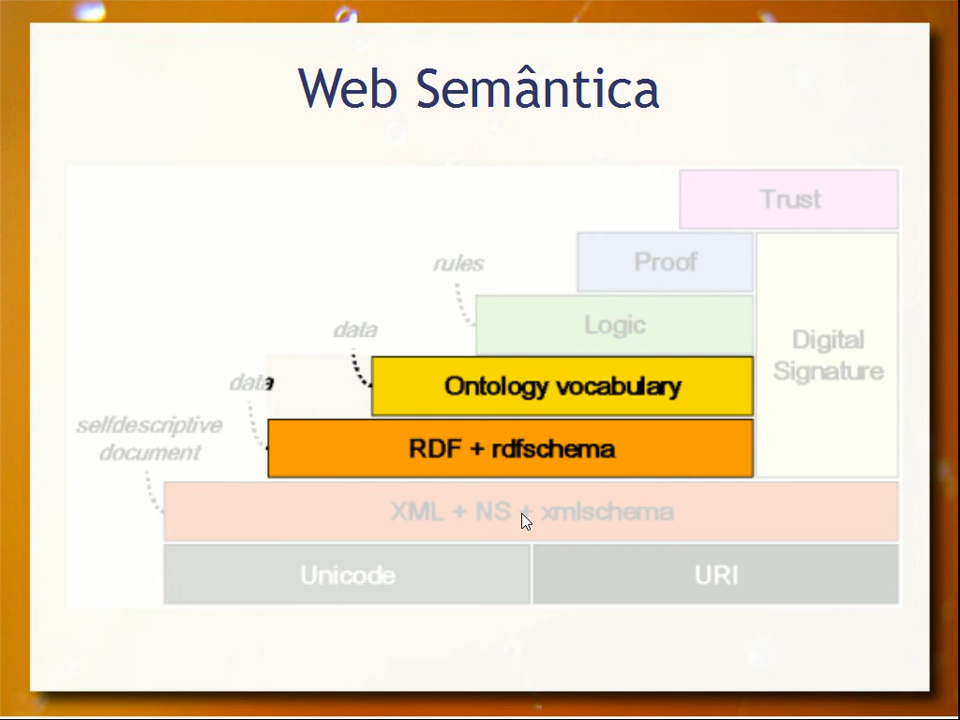 Web Semântica
Trust
Proof
rules
Logic
data
Digital
Signature
Ontology vocabulary
data
selfdescriptive
document
RDF + rdfschema
XML + NS + xmlschema
Unicode
URI